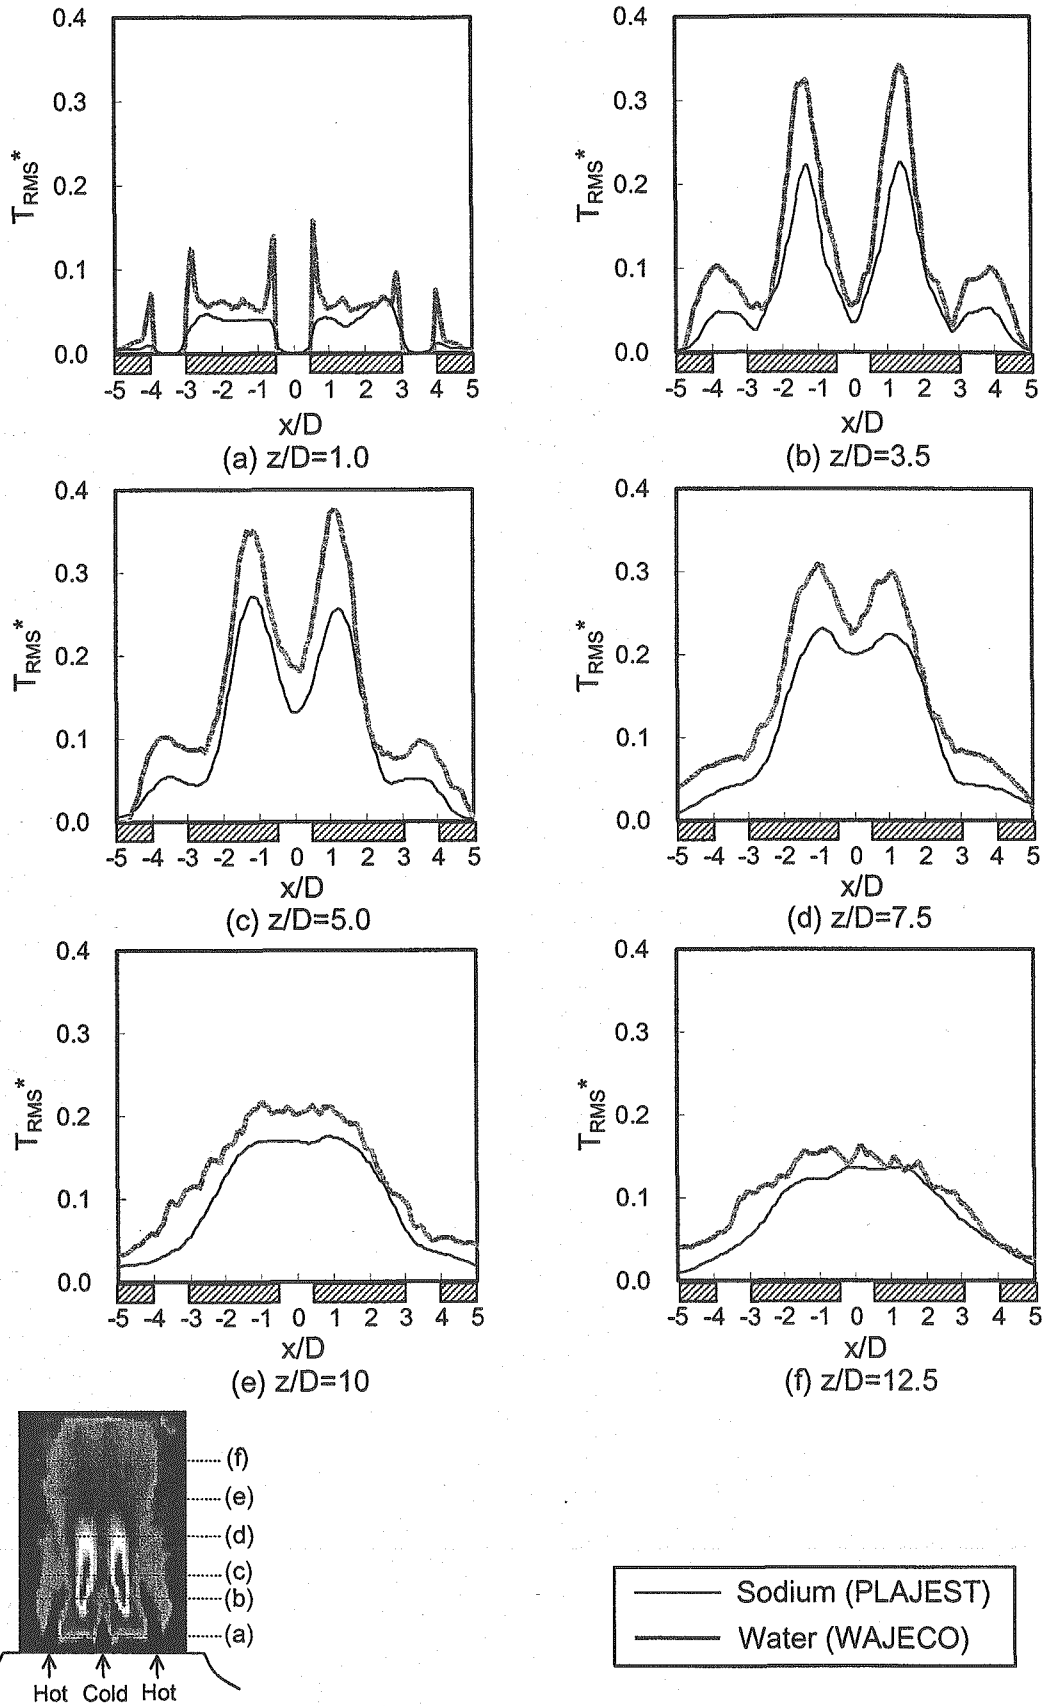 0.4 0.3 0.2 0.1 0.0
T_RMS*
-5 -4 -3 -2 -1 0 1 2 3 4 5
x/D
(a) z/D=1.0
0.4 0.3 0.2 0.1 0.0
T_RMS*
-5 -4 -3 -2 -1 0 1 2 3 4 5
x/D
(b) z/D=3.5
0.4 0.3 0.2 0.1 0.0
T_RMS*
-5 -4 -3 -2 -1 0 1 2 3 4 5
x/D
(c) z/D=5.0
0.4 0.3 0.2 0.1 0.0
T_RMS*
-5 -4 -3 -2 -1 0 1 2 3 4 5
x/D
(d) z/D=7.5
0.4 0.3 0.2 0.1 0.0
T_RMS*
-5 -4 -3 -2 -1 0 1 2 3 4 5
x/D
(e) z/D=10
0.4 0.3 0.2 0.1 0.0
T_RMS*
-5 -4 -3 -2 -1 0 1 2 3 4 5
x/D
(f) z/D=12.5
(f)
(e)
(d)
(c)
(b)
(a)
Hot Cold Hot
Sodium (PLAJEST)
Water (WAJECO)